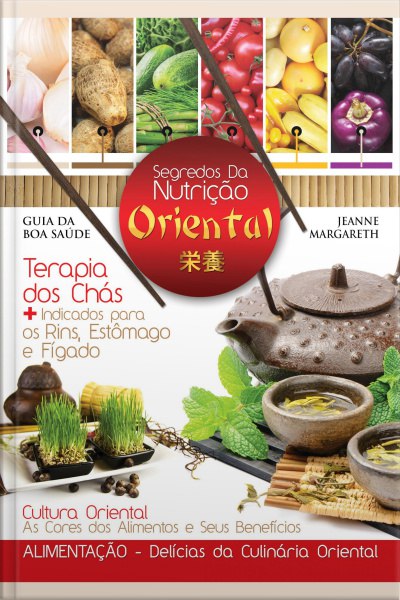 Segredos Da
Nutrição
Oriental
栄養
GUIA DA
BOA SAÚDE
JEANNE
MARGARETH
Terapia
dos Chás
+ Indicados para
os Rins, Estômago
e Fígado
Cultura Oriental
As Cores dos Alimentos e Seus Benefícios
ALIMENTAÇÃO - Delícias da Culinária Oriental